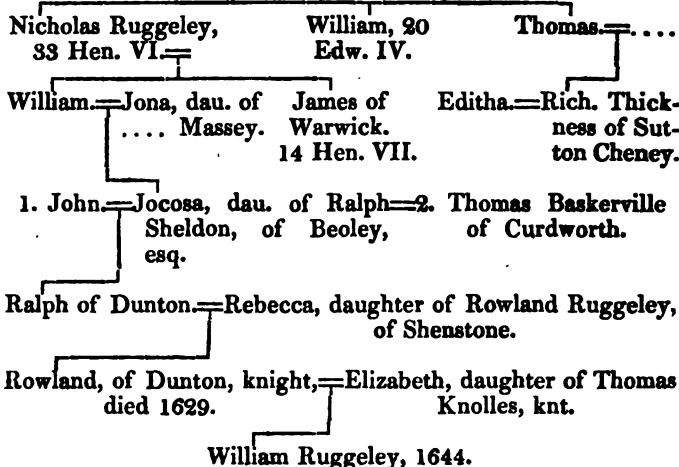 Nicholas Ruggeley, William, 20 Thomas.=....
33 Hen. VI.= Edw. IV.
William.=Jona, dau. of James of Editha.=Rich. Thick-
.... Massey. Warwick. ness of Sut-
14 Hen. VII. ton Cheney.
1. John.=Jocosa, dau. of Ralph=2. Thomas Baskerville
Sheldon, of Beoley, of Curdworth.
esq.
Ralph of Dunton.=Rebecca, daughter of Rowland Ruggeley,
of Shenstone.
Rowland, of Dunton, knight,=Elizabeth, daughter of Thomas
died 1629. Knolles, knt.
William Ruggeley, 1644.